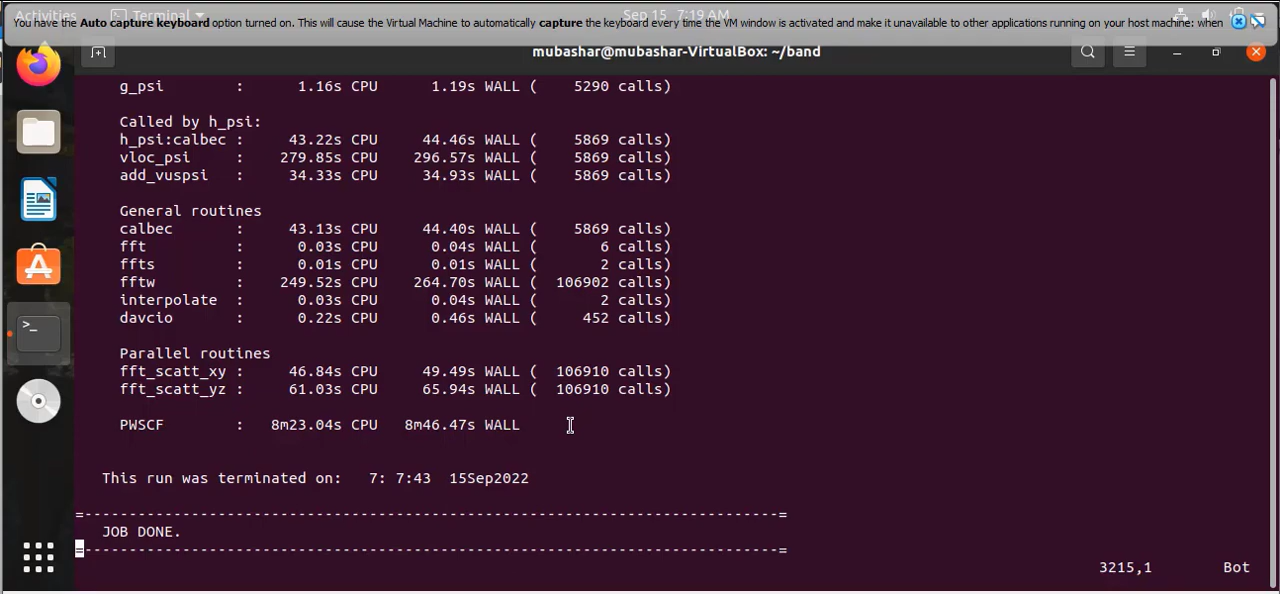 Activities Terminal Sep 15 7:19 AM
You have the Auto capture keyboard option turned on. This will cause the Virtual Machine to automatically capture the keyboard every time the VM window is activated and make it unavailable to other applications running on your host machine: when
mubashar@mubashar-VirtualBox: ~/band
g_psi : 1.16s CPU 1.19s WALL ( 5290 calls)
Called by h_psi:
h_psi:calbec : 43.22s CPU 44.46s WALL ( 5869 calls)
vloc_psi : 279.85s CPU 296.57s WALL ( 5869 calls)
add_vuspsi : 34.33s CPU 34.93s WALL ( 5869 calls)
General routines
calbec : 43.13s CPU 44.40s WALL ( 5869 calls)
fft : 0.03s CPU 0.04s WALL ( 6 calls)
ffts : 0.01s CPU 0.01s WALL ( 2 calls)
fftw : 249.52s CPU 264.70s WALL ( 106902 calls)
interpolate : 0.03s CPU 0.04s WALL ( 2 calls)
davcio : 0.22s CPU 0.46s WALL ( 452 calls)
Parallel routines
fft_scatt_xy : 46.84s CPU 49.49s WALL ( 106910 calls)
fft_scatt_yz : 61.03s CPU 65.94s WALL ( 106910 calls)
PWSCF : 8m23.04s CPU 8m46.47s WALL
This run was terminated on: 7: 7:43 15Sep2022
=------------------------------------------------------------------------------=
JOB DONE.
=------------------------------------------------------------------------------=
3215,1 Bot